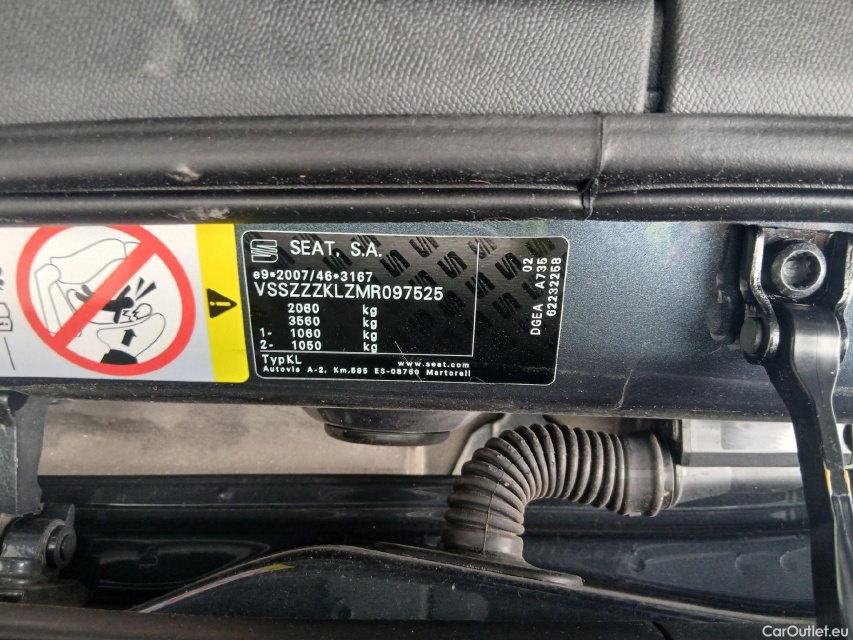 SEAT, S.A.
e9*2007/46*3167
VSSZZZKLZMR097525
2060 kg
3560 kg
1- 1060 kg
2- 1050 kg
TypKL
www.seat.com
Autovia A-2, Km.585 ES-08760 Martorell
02
DGEA A735
62232258
CarOutlet.eu